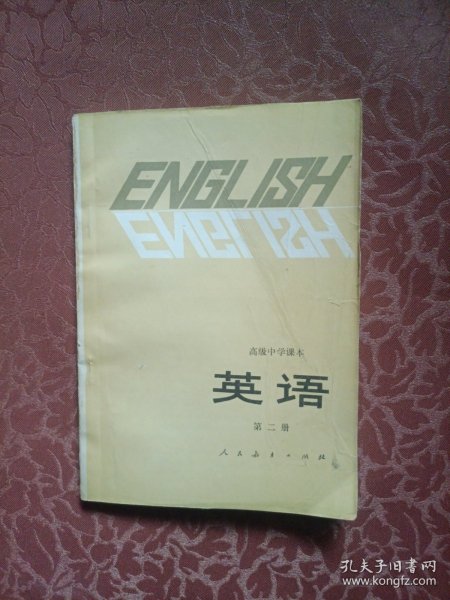 ENGLISH
ENGLISH
高级中学课本
英语
第二册
人民教育出版社
孔夫子旧书网
www.kongfz.com